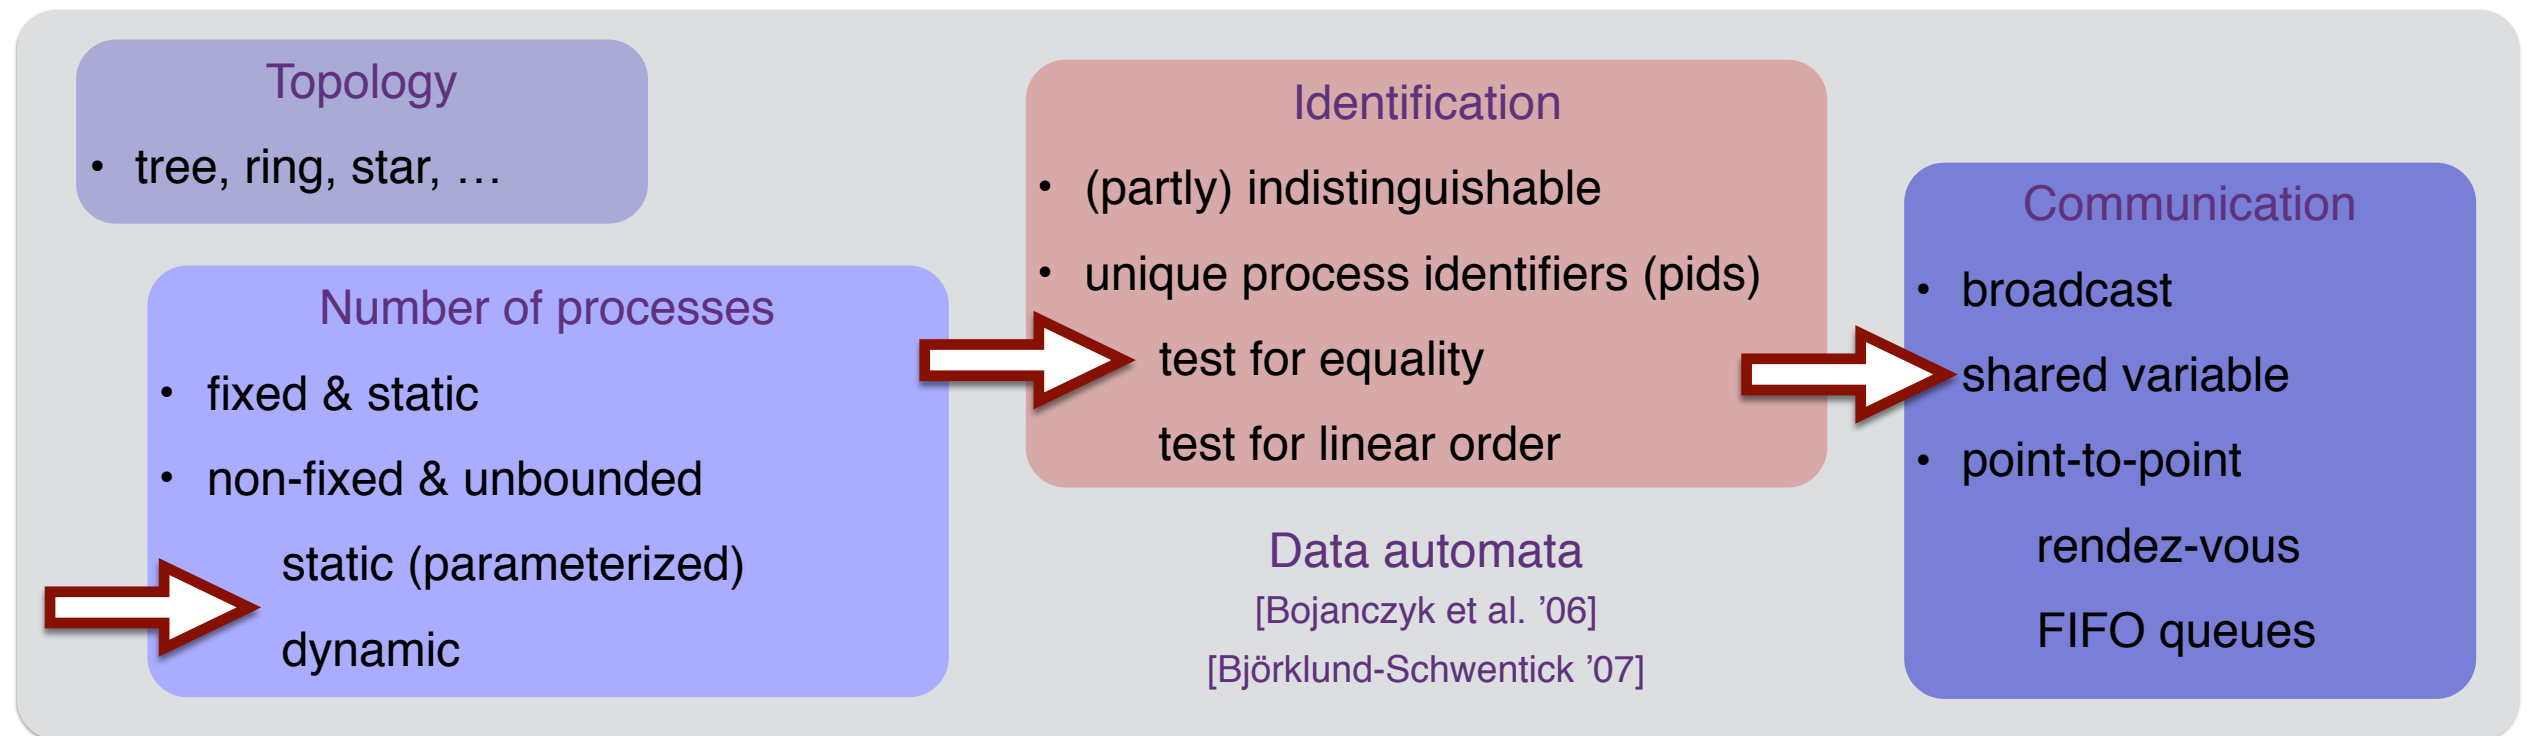 Topology
• tree, ring, star, …
Number of processes
• fixed & static
• non-fixed & unbounded
static (parameterized)
dynamic
Identification
• (partly) indistinguishable
• unique process identifiers (pids)
test for equality
test for linear order
Data automata
[Bojanczyk et al. ’06]
[Björklund-Schwentick ’07]
Communication
• broadcast
shared variable
• point-to-point
rendez-vous
FIFO queues